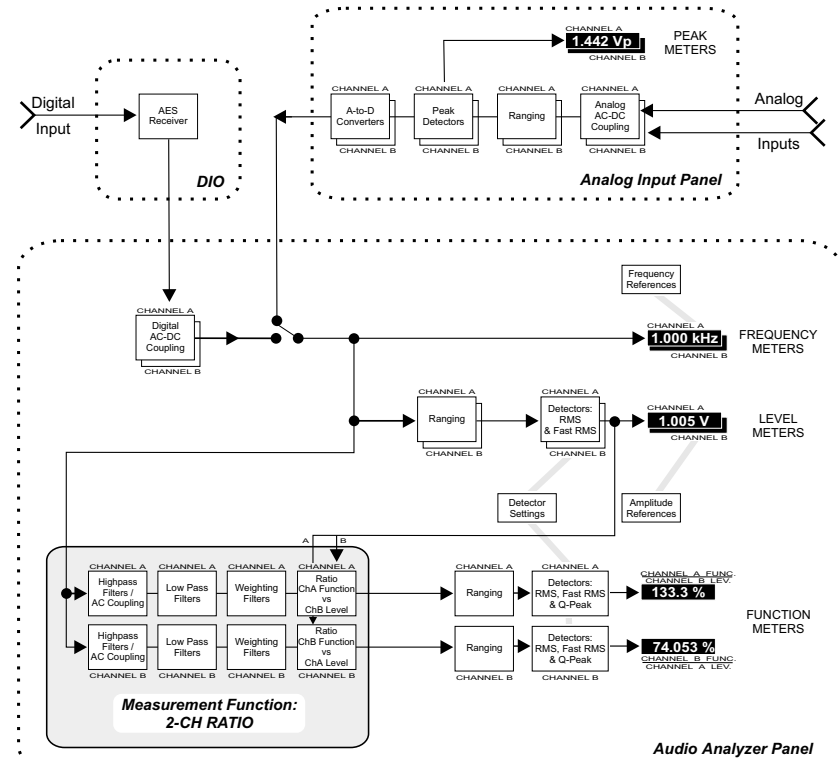 CHANNEL A
1.442 Vp
CHANNEL B
PEAK
METERS
Digital
Input
AES
Receiver
DIO
CHANNEL A
A-to-D
Converters
CHANNEL B
CHANNEL A
Peak
Detectors
CHANNEL B
CHANNEL A
Ranging
CHANNEL B
CHANNEL A
Analog
AC-DC
Coupling
CHANNEL B
Analog
Inputs
Analog Input Panel
CHANNEL A
Digital
AC-DC
Coupling
CHANNEL B
Frequency
References
CHANNEL A
1.000 kHz
CHANNEL B
FREQUENCY
METERS
CHANNEL A
Ranging
CHANNEL B
CHANNEL A
Detectors:
RMS
& Fast RMS
CHANNEL B
CHANNEL A
1.005 V
CHANNEL B
LEVEL
METERS
Detector
Settings
Amplitude
References
A
B
CHANNEL A
Highpass
Filters /
AC Coupling
CHANNEL A
Low Pass
Filters
CHANNEL A
Weighting
Filters
CHANNEL A
Ratio
ChA Function
vs
ChB Level
CHANNEL A
Ranging
CHANNEL A
Detectors:
RMS, Fast RMS
& Q-Peak
CHANNEL A FUNC.
CHANNEL B LEV.
133.3 %
Highpass
Filters /
AC Coupling
CHANNEL B
Low Pass
Filters
CHANNEL B
Weighting
Filters
CHANNEL B
Ratio
ChB Function
vs
ChA Level
CHANNEL B
Ranging
CHANNEL B
Detectors:
RMS, Fast RMS
& Q-Peak
CHANNEL B
74.053 %
CHANNEL B FUNC.
CHANNEL A LEV.
FUNCTION
METERS
Measurement Function:
2-CH RATIO
Audio Analyzer Panel